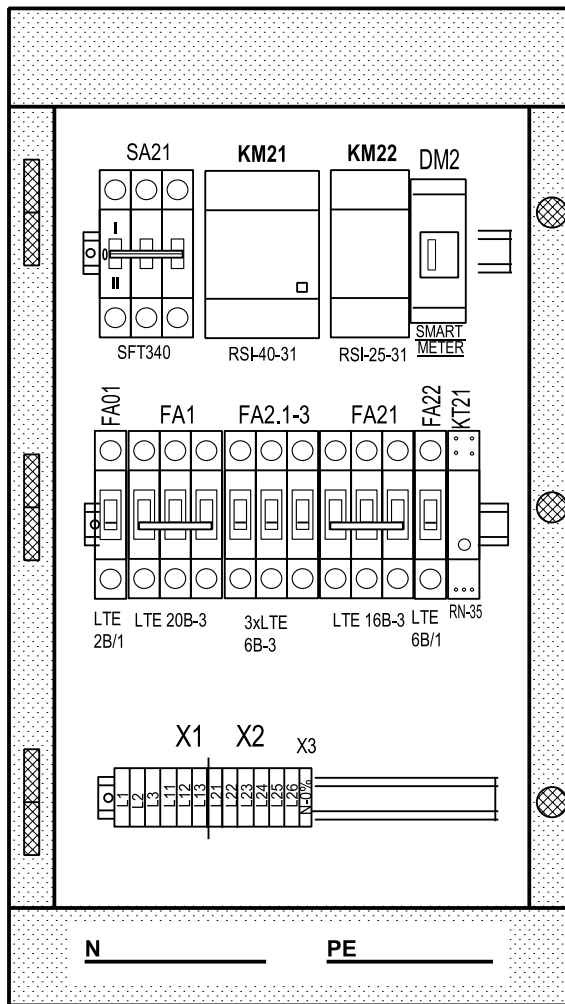 SA21 KM21 KM22 DM2
I
II
SFT340 RSI-40-31 RSI-25-31 SMART
METER
FA01 FA1 FA2.1-3 FA21 FA22 KT21
LTE LTE 20B-3 3xLTE LTE 16B-3 LTE RN-35
2B/1 6B-3 6B/1
X1 X2 X3
L1 L2 L3 L11 L12 L13 L21 L22 L23 L24 L25 L26 N-0%
N PE